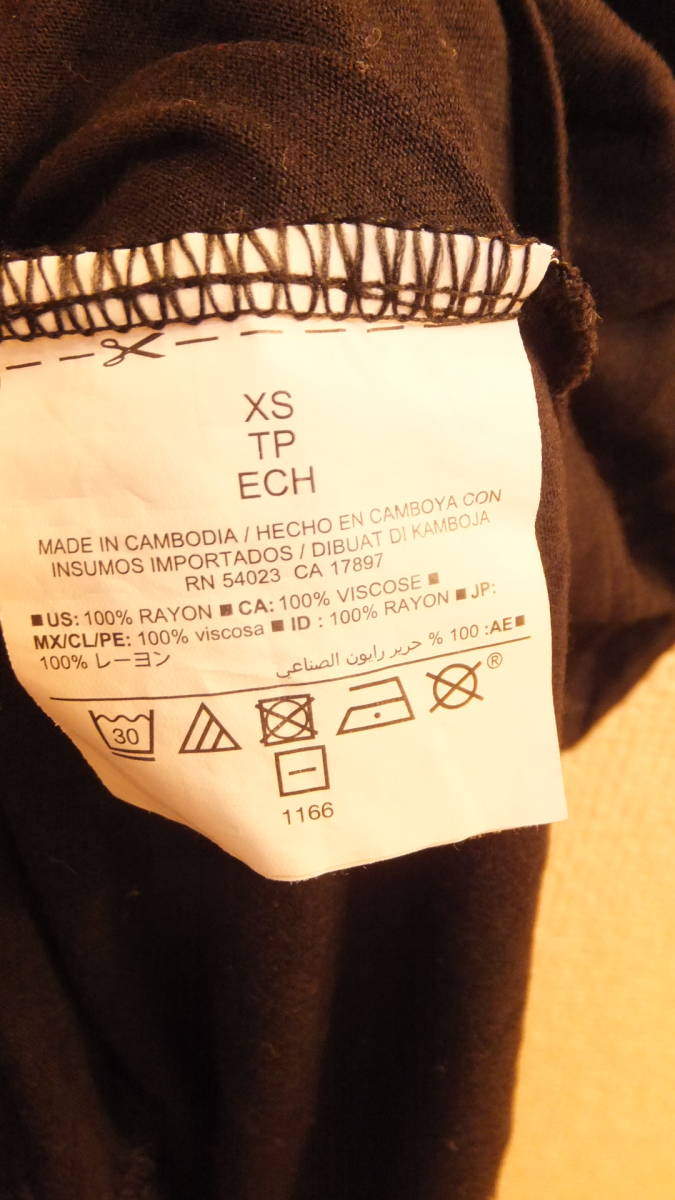 XS
TP
ECH
MADE IN CAMBODIA / HECHO EN CAMBOYA CON
INSUMOS IMPORTADOS / DIBUAT DI KAMBOJA
RN 54023 CA 17897
■US: 100% RAYON ■ CA: 100% VISCOSE ■
MX/CL/PE: 100% viscosa ■ ID : 100% RAYON ■ JP:
100% レーヨン
■AE: 100 % حرير رايون الصناعي
30
®
1166